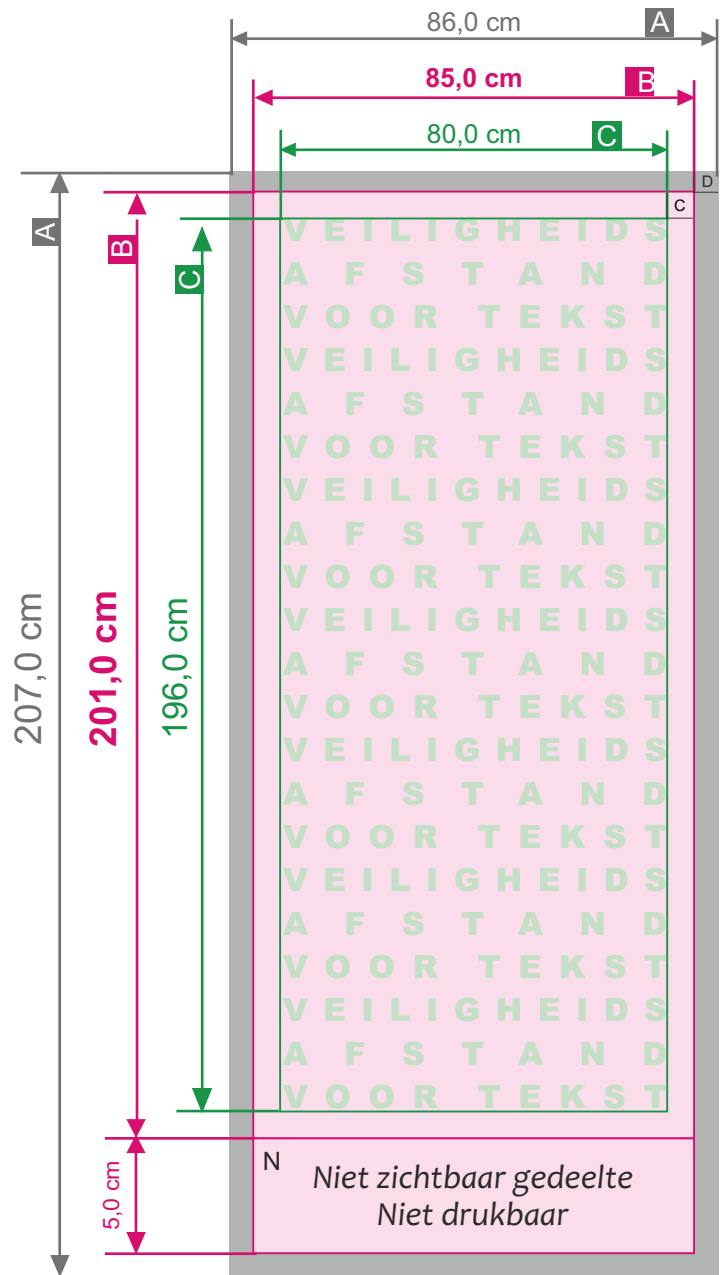 86,0 cm A
85,0 cm B
80,0 cm C
D
C
A
B
C
207,0 cm
201,0 cm
196,0 cm
5,0 cm
VEILIGHEIDS
AFSTAND
VOOR TEKST
VEILIGHEIDS
AFSTAND
VOOR TEKST
VEILIGHEIDS
AFSTAND
VOOR TEKST
VEILIGHEIDS
AFSTAND
VOOR TEKST
VEILIGHEIDS
AFSTAND
VOOR TEKST
VEILIGHEIDS
AFSTAND
VOOR TEKST
VEILIGHEIDS
AFSTAND
VOOR TEKST
N
Niet zichtbaar gedeelte
Niet drukbaar